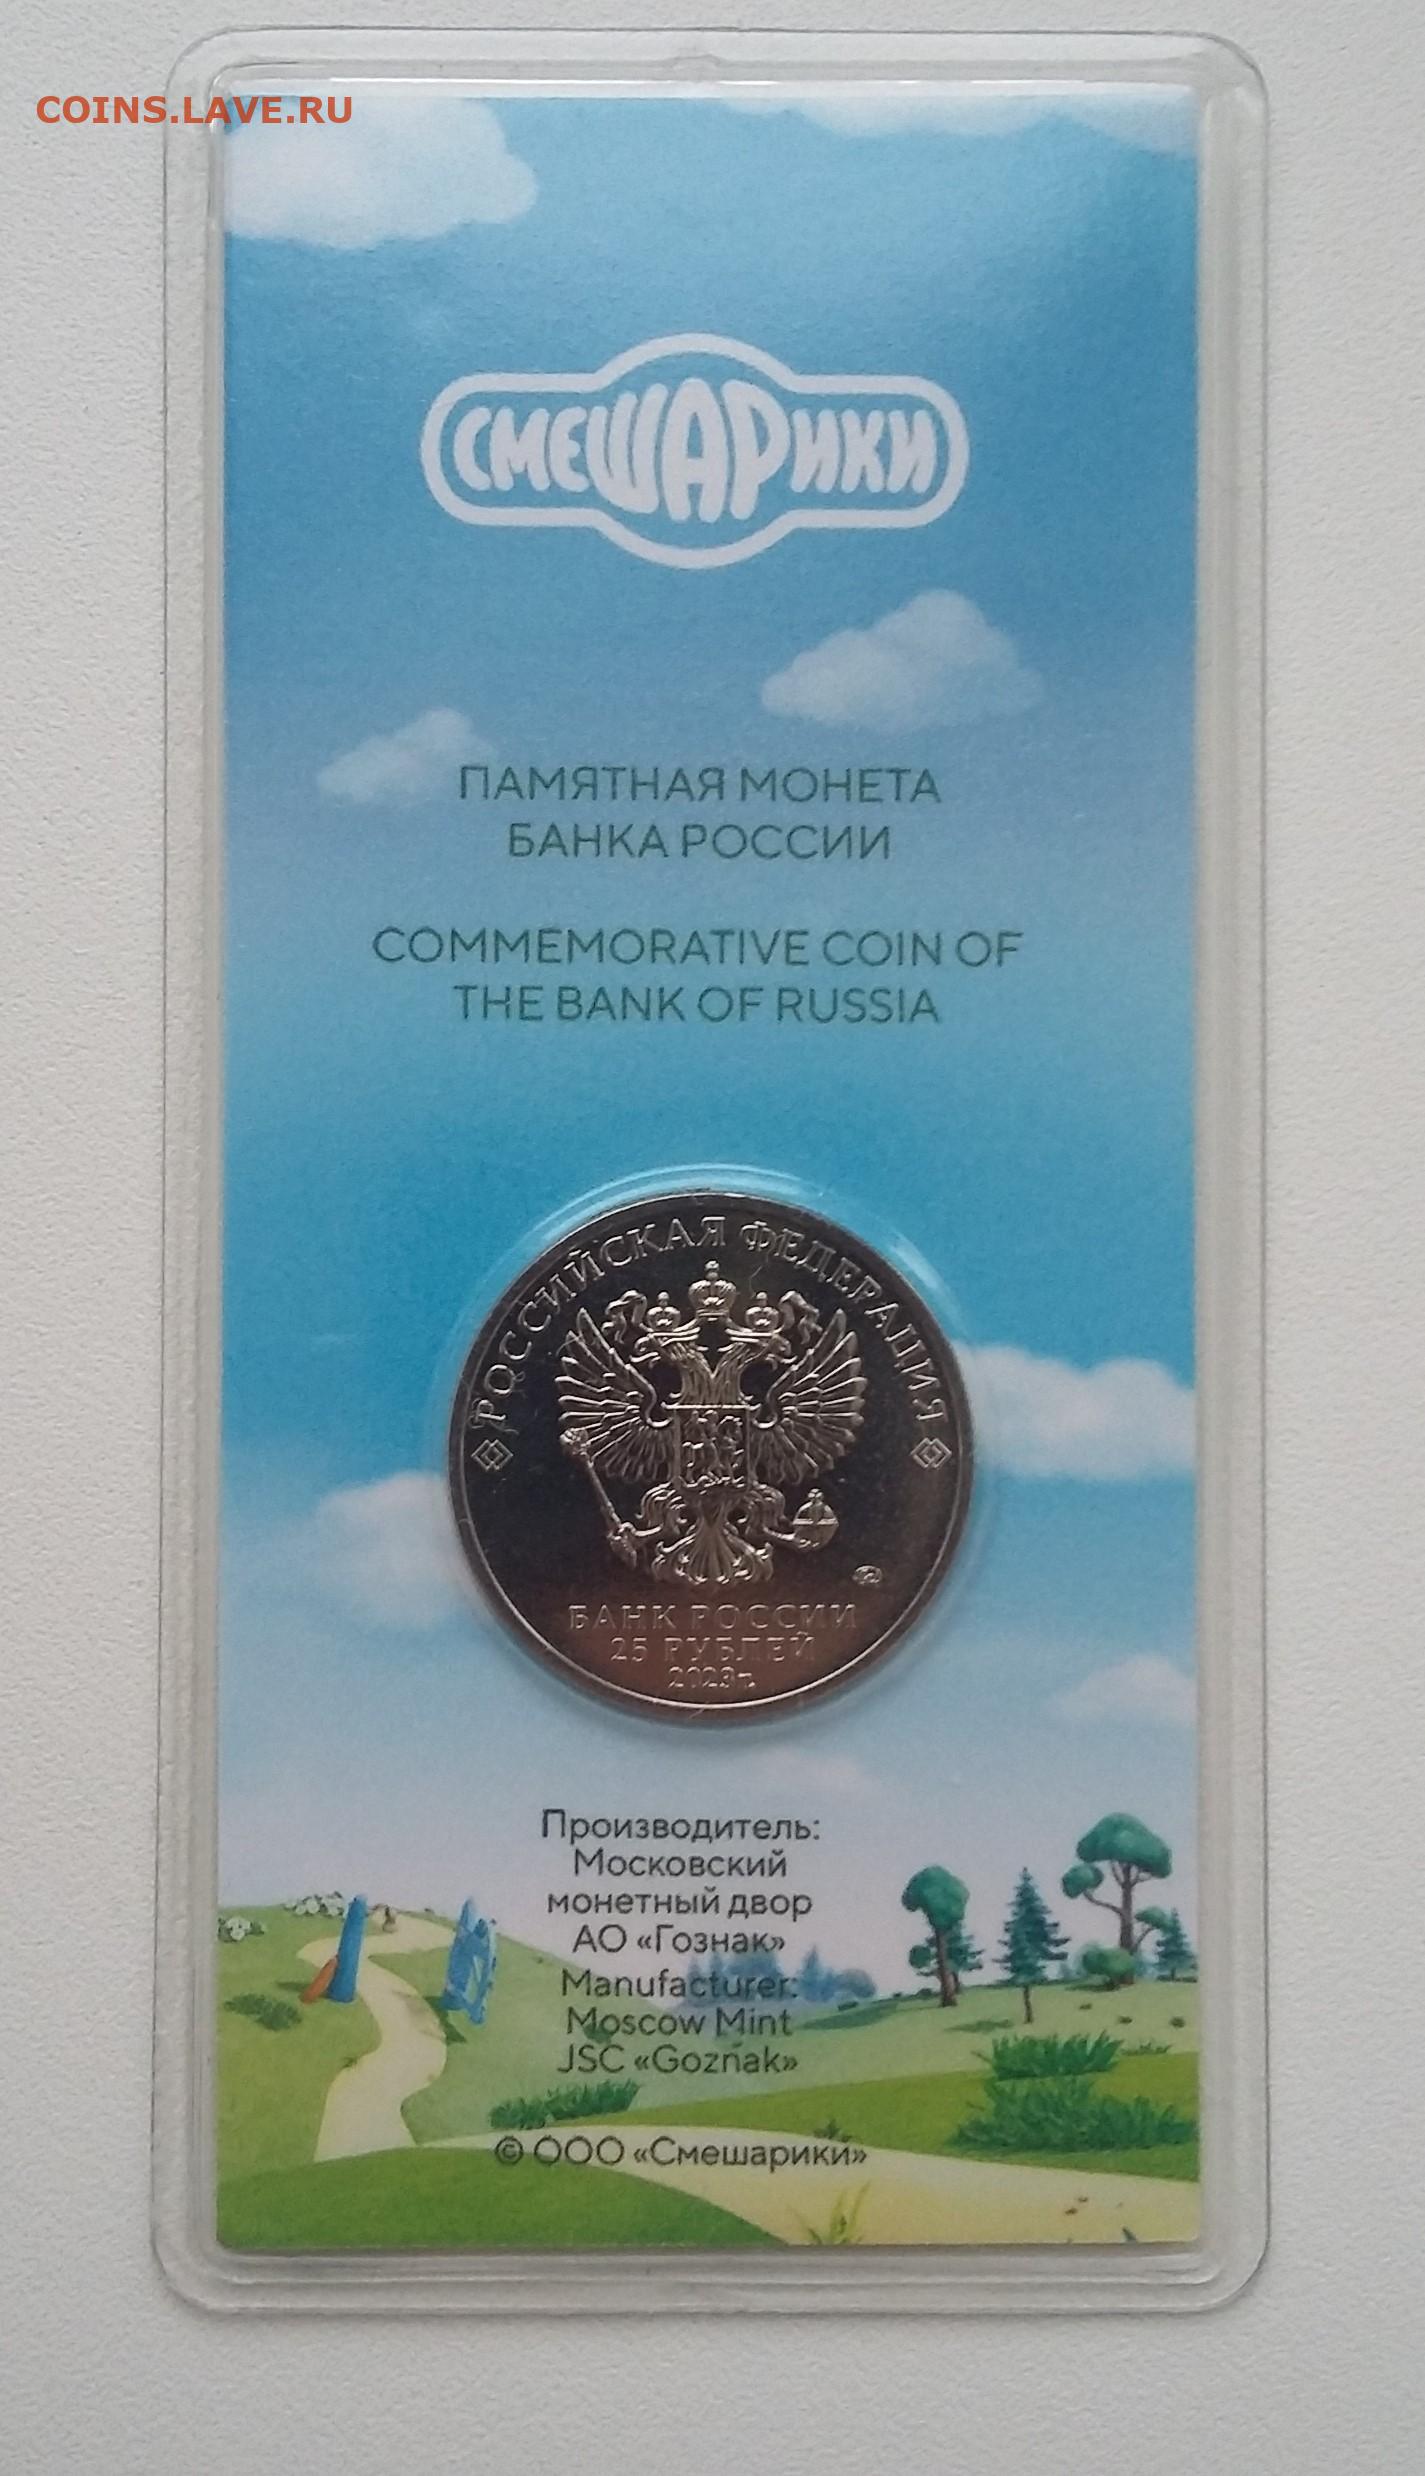 COINS.LAVE.RU
СМЕШАРИКИ
ПАМЯТНАЯ МОНЕТА
БАНКА РОССИИ
COMMEMORATIVE COIN OF
THE BANK OF RUSSIA
РОССИЙСКАЯ ФЕДЕРАЦИЯ
БАНК РОССИИ
25 РУБЛЕЙ
2023 г.
Производитель:
Московский
монетный двор
АО «Гознак»
Manufacturer:
Moscow Mint
JSC «Goznak»
© ООО «Смешарики»